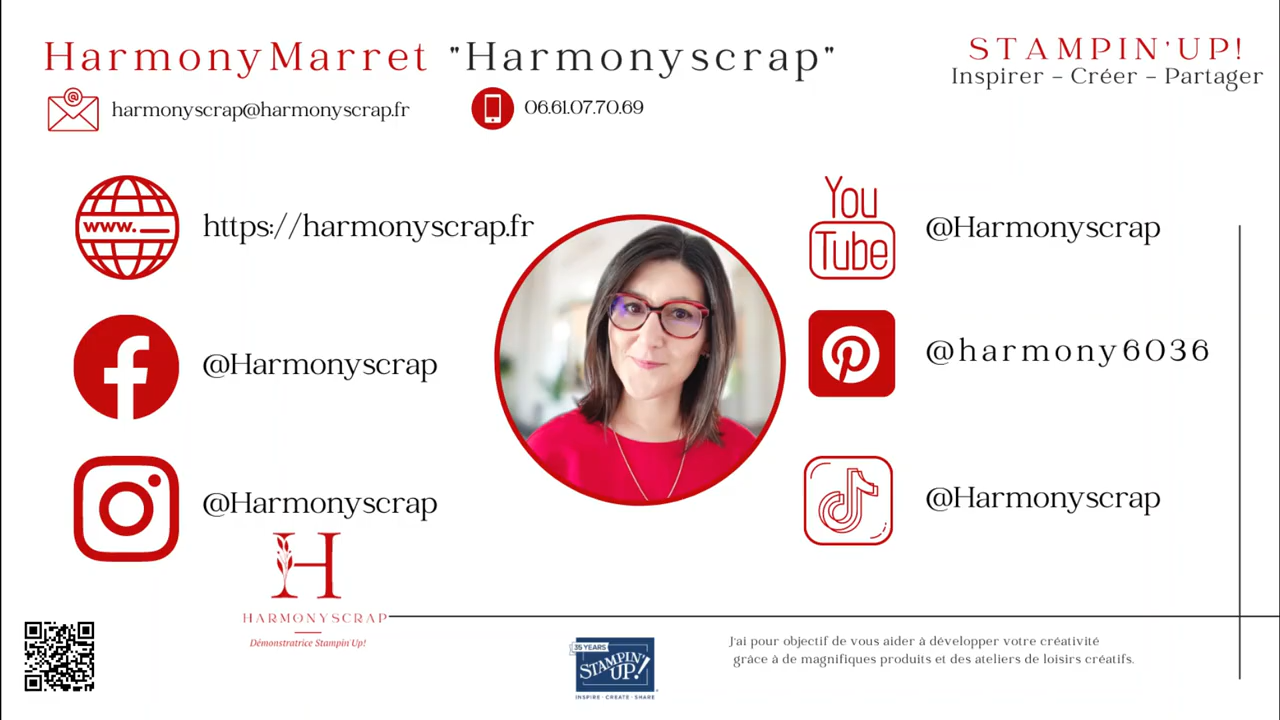 HarmonyMarret "Harmonyscrap"
STAMPIN'UP!
Inspirer – Créer – Partager
@
harmonyscrap@harmonyscrap.fr
06.61.07.70.69
www.
https://harmonyscrap.fr
You
Tube
@Harmonyscrap
@Harmonyscrap
@harmony6036
@Harmonyscrap
@Harmonyscrap
H
HARMONYSCRAP
Démonstratrice Stampin'Up!
35 YEARS
STAMPIN'
UP!
INSPIRE · CREATE · SHARE
J'ai pour objectif de vous aider à développer votre créativité
grâce à de magnifiques produits et des ateliers de loisirs créatifs.